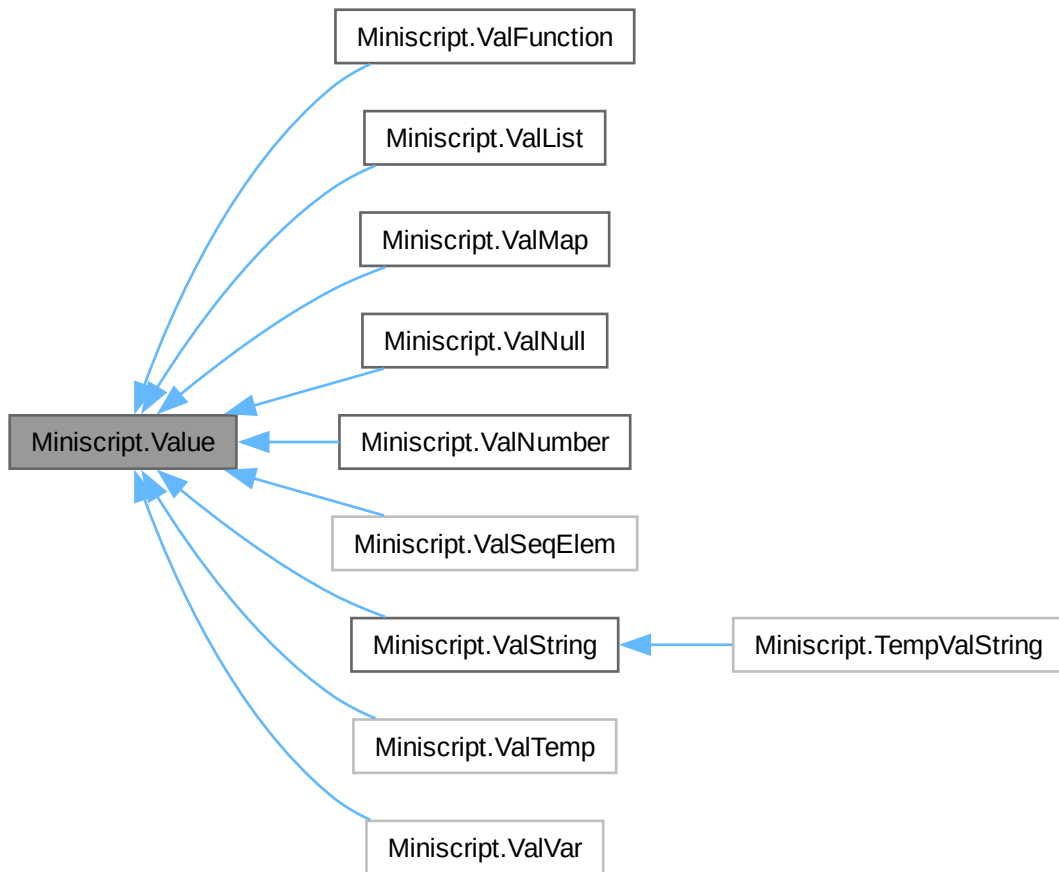 Miniscript.ValFunction
Miniscript.ValList
Miniscript.ValMap
Miniscript.ValNull
Miniscript.Value
Miniscript.ValNumber
Miniscript.ValSeqElem
Miniscript.ValString
Miniscript.TempValString
Miniscript.ValTemp
Miniscript.ValVar